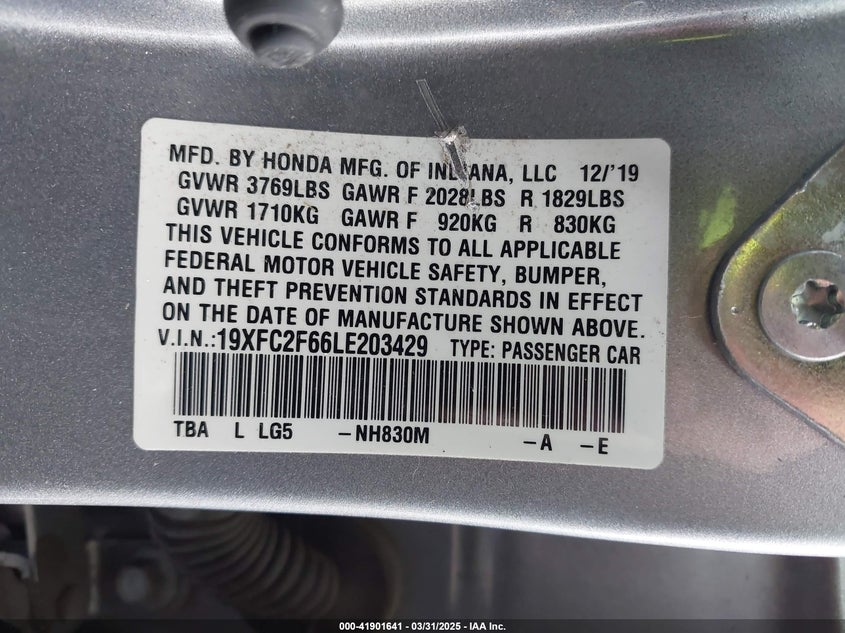 MFD. BY HONDA MFG. OF INDIANA, LLC 12/'19
GVWR 3769LBS GAWR F 2028LBS R 1829LBS
GVWR 1710KG GAWR F 920KG R 830KG
THIS VEHICLE CONFORMS TO ALL APPLICABLE
FEDERAL MOTOR VEHICLE SAFETY, BUMPER,
AND THEFT PREVENTION STANDARDS IN EFFECT
ON THE DATE OF MANUFACTURE SHOWN ABOVE.
V.I.N.:19XFC2F66LE203429 TYPE: PASSENGER CAR
TBA L LG5 -NH830M -A -E
000-41901641 / 03/31/2025 - IAA Inc.